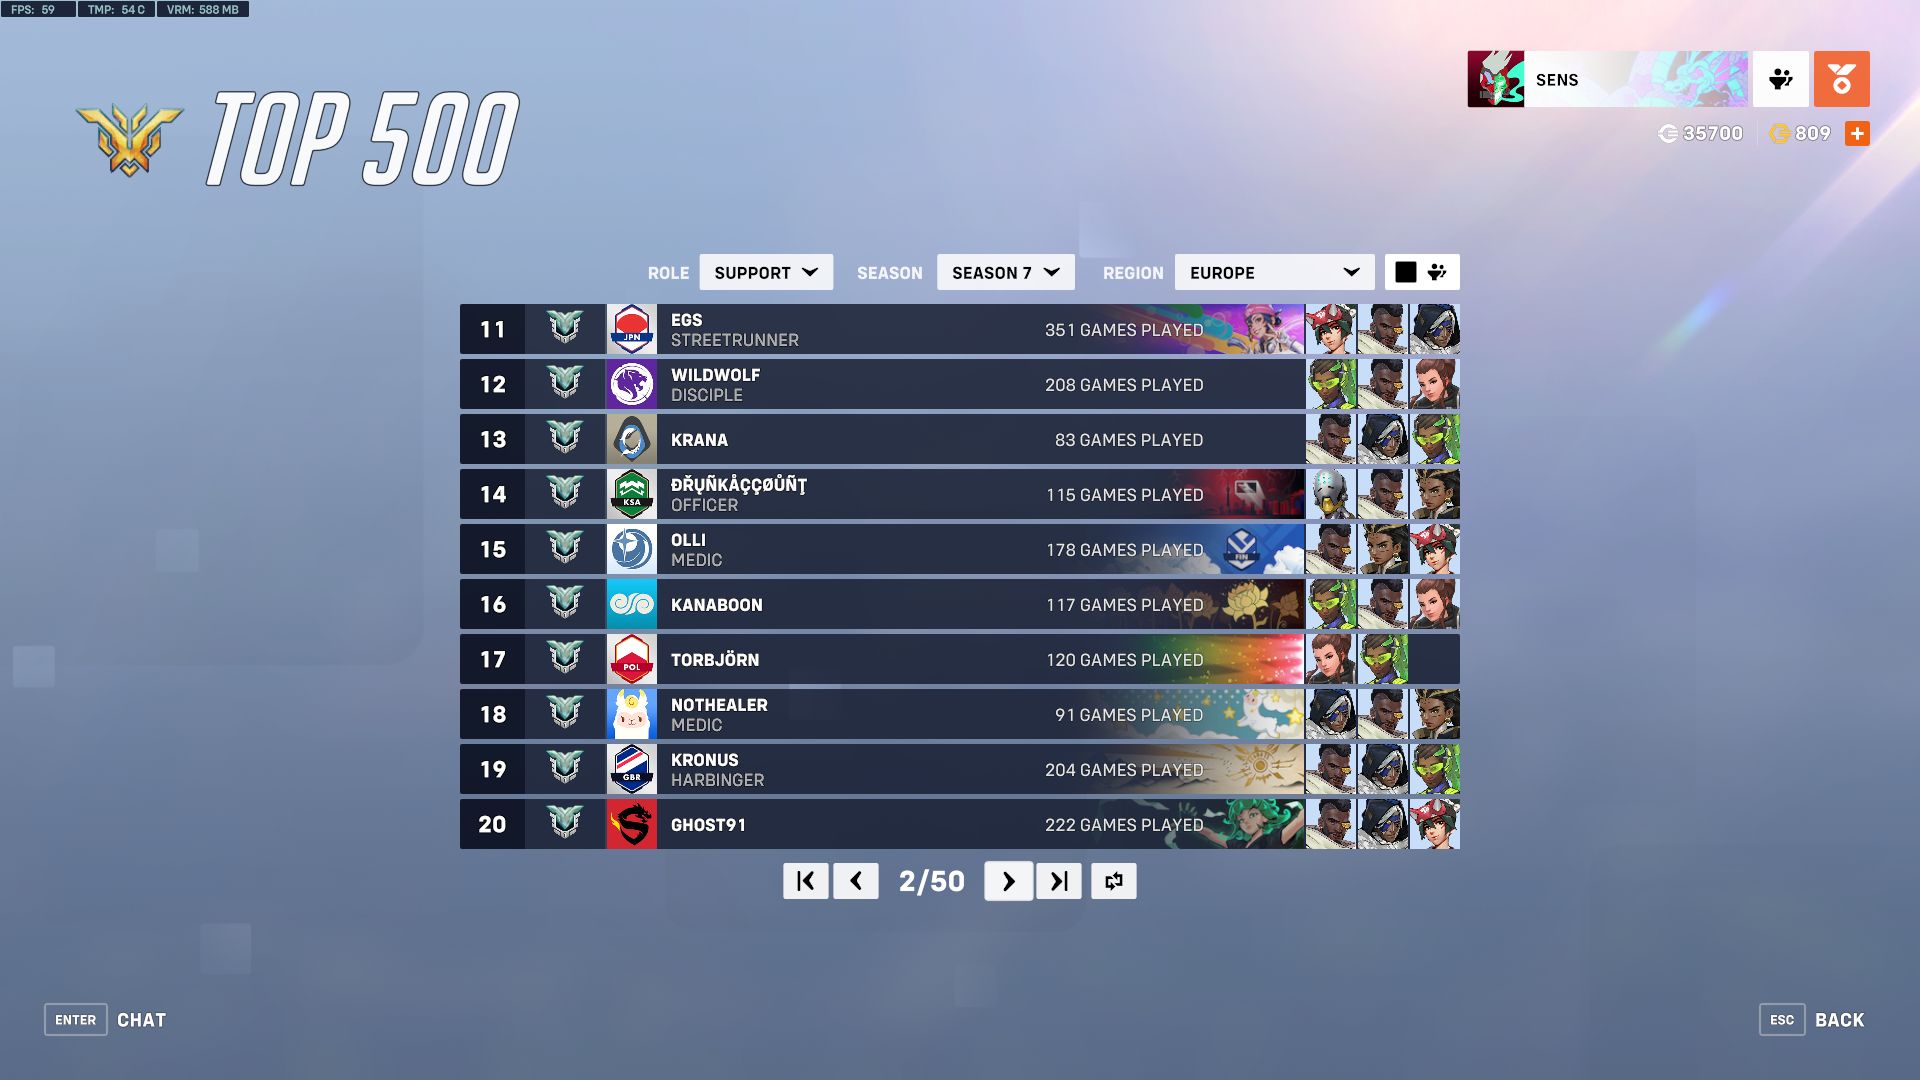 FPS: 59 TMP: 54 C VRM: 588 MB
TOP 500
SENS
35700 809
ROLE SUPPORT SEASON SEASON 7 REGION EUROPE
11 JPN EGS STREETRUNNER 351 GAMES PLAYED
12 WILDWOLF DISCIPLE 208 GAMES PLAYED
13 KRANA 83 GAMES PLAYED
14 KSA ĐŘŲÑKÅÇÇØŮÑŢ OFFICER 115 GAMES PLAYED
15 OLLI MEDIC 178 GAMES PLAYED FIN
16 KANABOON 117 GAMES PLAYED
17 POL TORBJÖRN 120 GAMES PLAYED
18 NOTHEALER MEDIC 91 GAMES PLAYED
19 GBR KRONUS HARBINGER 204 GAMES PLAYED
20 GHOST91 222 GAMES PLAYED
2/50
ENTER CHAT
ESC BACK